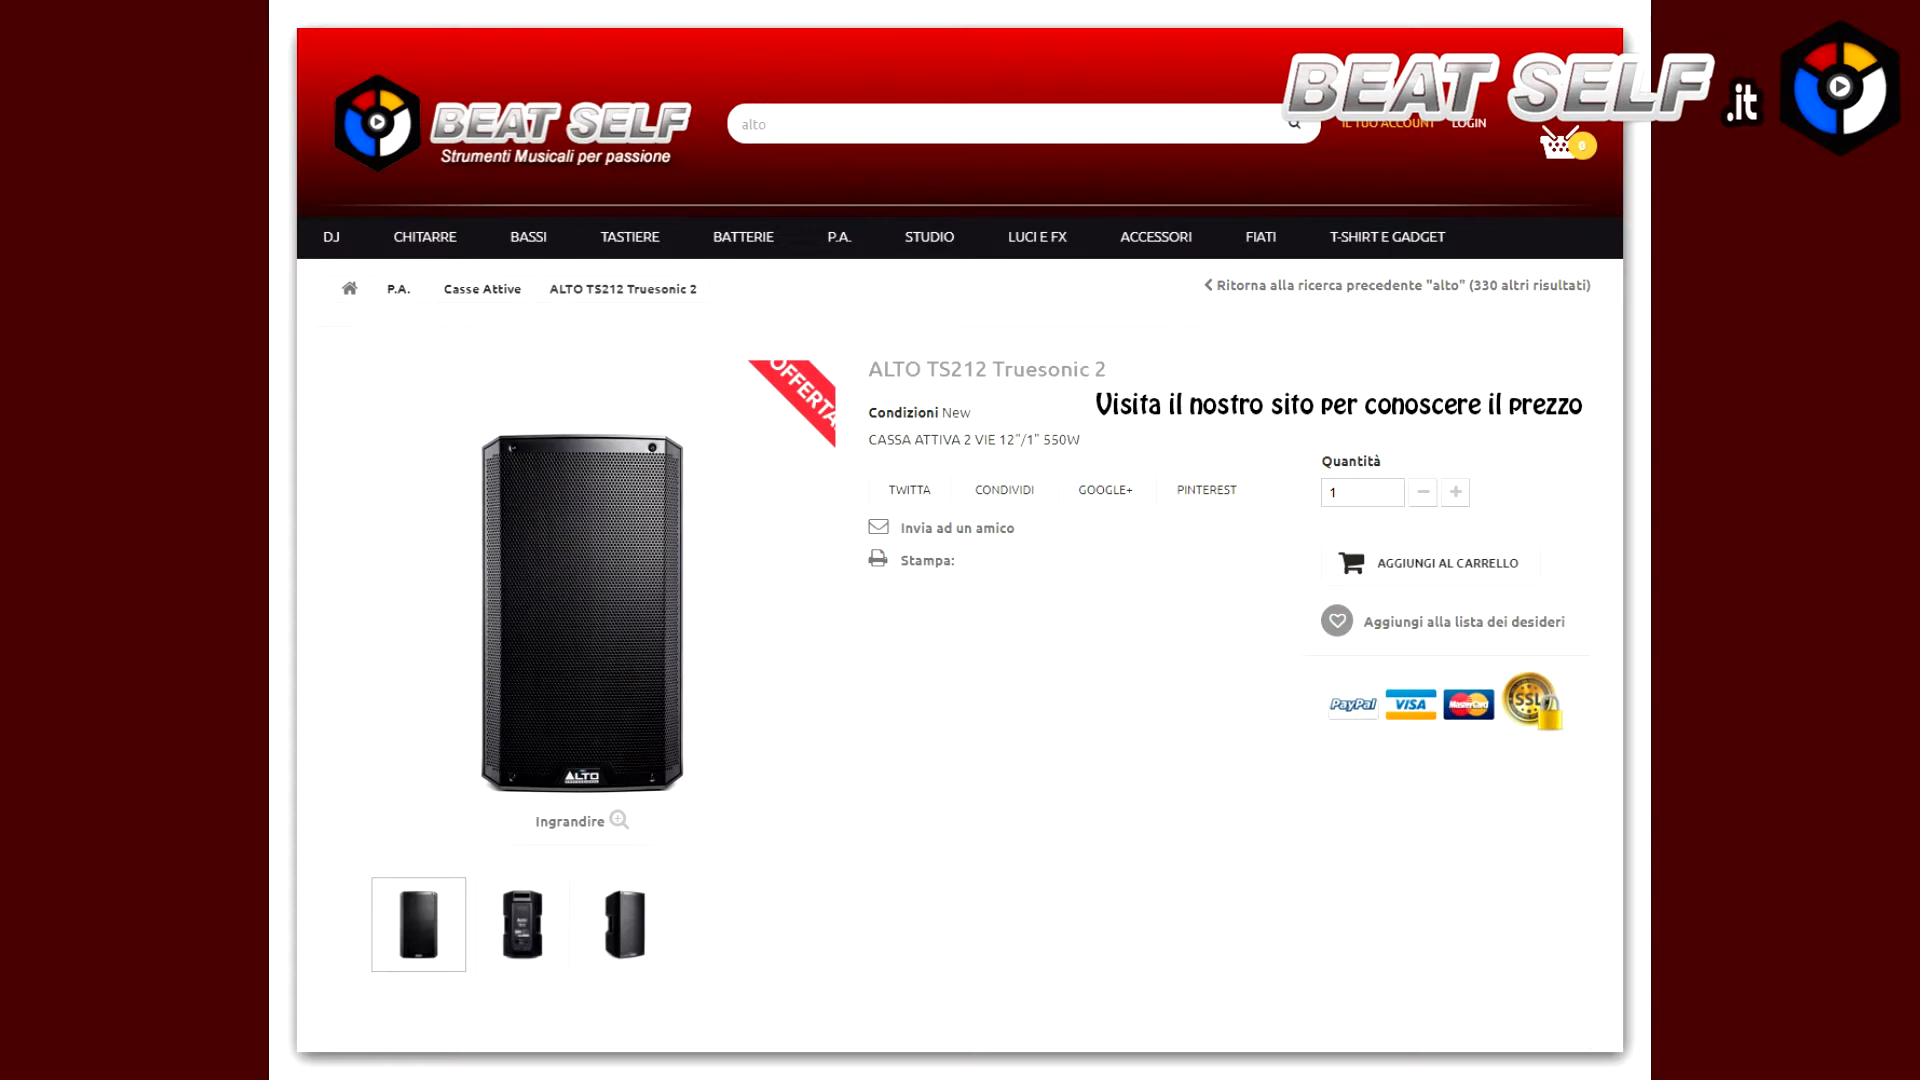 BEAT SELF .it
BEAT SELF
Strumenti Musicali per passione
alto
IL TUO ACCOUNT LOGIN
0
DJ CHITARRE BASSI TASTIERE BATTERIE P.A. STUDIO LUCI E FX ACCESSORI FIATI T-SHIRT E GADGET
P.A. Casse Attive ALTO TS212 Truesonic 2
Ritorna alla ricerca precedente "alto" (330 altri risultati)
OFFERTA
ALTO TS212 Truesonic 2
Visita il nostro sito per conoscere il prezzo
Condizioni New
CASSA ATTIVA 2 VIE 12"/1" 550W
Quantità
1
TWITTA CONDIVIDI GOOGLE+ PINTEREST
Invia ad un amico
Stampa:
AGGIUNGI AL CARRELLO
Aggiungi alla lista dei desideri
PayPal VISA MasterCard SSL
ALTO
Ingrandire